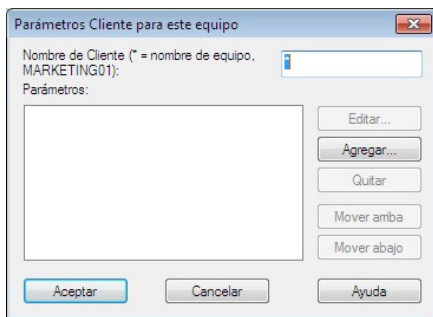 Parámetros Cliente para este equipo
Nombre de Cliente (* = nombre de equipo,
MARKETING01):
*
Parámetros:
Editar...
Agregar...
Quitar
Mover arriba
Mover abajo
Aceptar
Cancelar
Ayuda